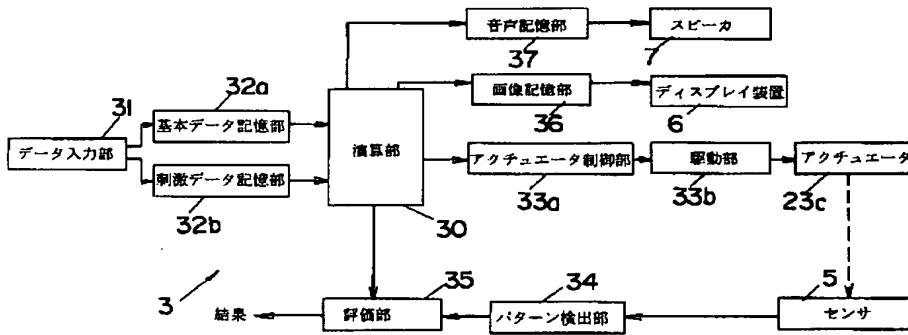 音声記憶部
スピーカ
37
7
32a
画像記憶部
ディスプレイ装置
31
36
6
基本データ記憶部
データ入力部
演算部
アクチュエータ制御部
駆動部
アクチュエータ
刺激データ記憶部
33a
33b
23c
32b
30
3
35
34
5
結果
評価部
パターン検出部
センサ